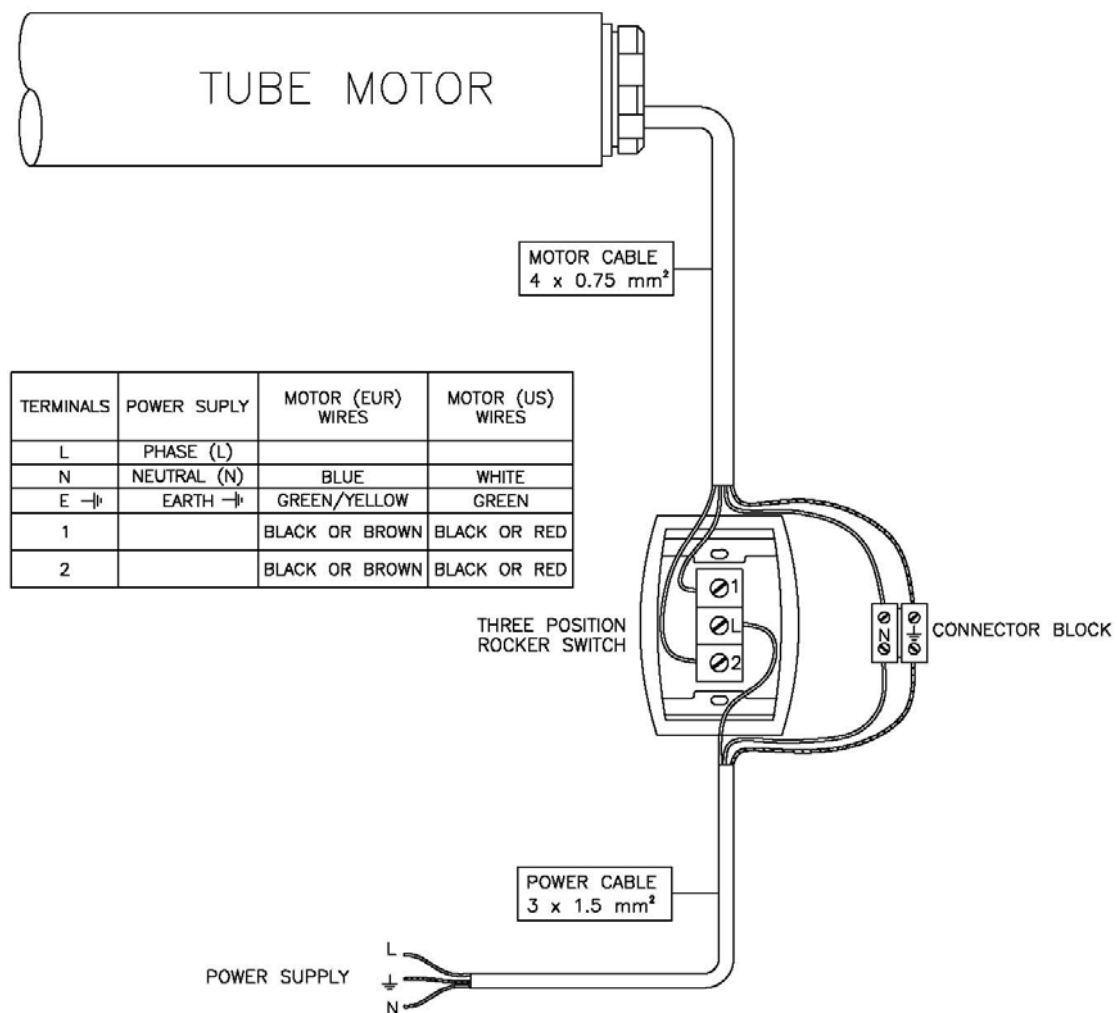 TUBE MOTOR
MOTOR CABLE
4 x 0.75 mm²
TERMINALS POWER SUPLY MOTOR (EUR) WIRES MOTOR (US) WIRES
L PHASE (L)
N NEUTRAL (N) BLUE WHITE
E EARTH GREEN/YELLOW GREEN
1 BLACK OR BROWN BLACK OR RED
2 BLACK OR BROWN BLACK OR RED
1
L
2
THREE POSITION
ROCKER SWITCH
N
CONNECTOR BLOCK
POWER CABLE
3 x 1.5 mm²
L
POWER SUPPLY
N